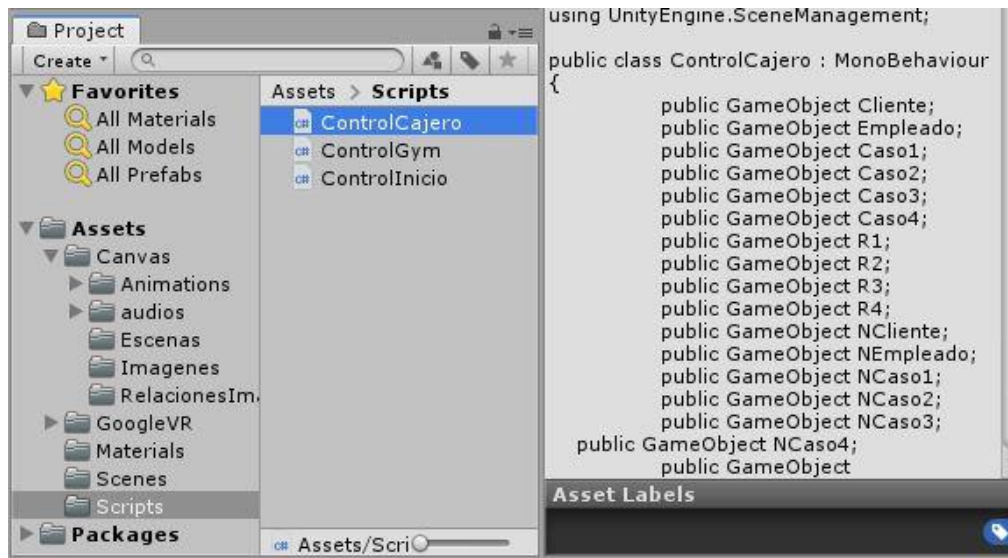 Project
Create
Favorites
All Materials
All Models
All Prefabs
Assets
Canvas
Animations
audios
Escenas
Imagenes
RelacionesIm
GoogleVR
Materials
Scenes
Scripts
Packages
Assets > Scripts
ControlCajero
ControlGym
ControlInicio
Assets/Scri
using UnityEngine.SceneManagement;
public class ControlCajero : MonoBehaviour
{
public GameObject Cliente;
public GameObject Empleado;
public GameObject Caso1;
public GameObject Caso2;
public GameObject Caso3;
public GameObject Caso4;
public GameObject R1;
public GameObject R2;
public GameObject R3;
public GameObject R4;
public GameObject NCliente;
public GameObject NEmpleado;
public GameObject NCaso1;
public GameObject NCaso2;
public GameObject NCaso3;
public GameObject NCaso4;
public GameObject
Asset Labels